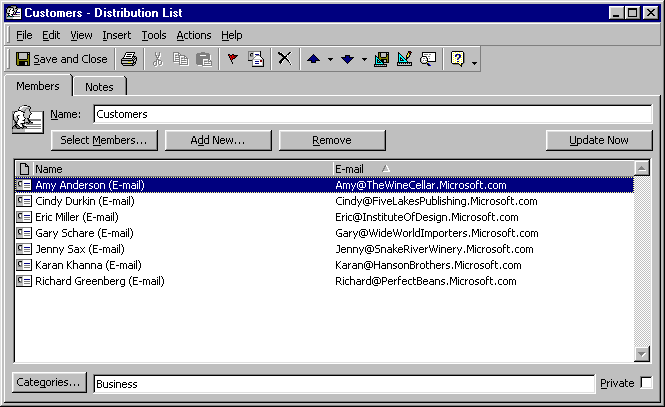 Customers - Distribution List
File Edit View Insert Tools Actions Help
Save and Close
Members Notes
Name: Customers
Select Members... Add New... Remove Update Now
Name E-mail
Amy Anderson (E-mail) Amy@TheWineCellar.Microsoft.com
Cindy Durkin (E-mail) Cindy@FiveLakesPublishing.Microsoft.com
Eric Miller (E-mail) Eric@InstituteOfDesign.Microsoft.com
Gary Schare (E-mail) Gary@WideWorldImporters.Microsoft.com
Jenny Sax (E-mail) Jenny@SnakeRiverWinery.Microsoft.com
Karan Khanna (E-mail) Karan@HansonBrothers.Microsoft.com
Richard Greenberg (E-mail) Richard@PerfectBeans.Microsoft.com
Categories... Business Private